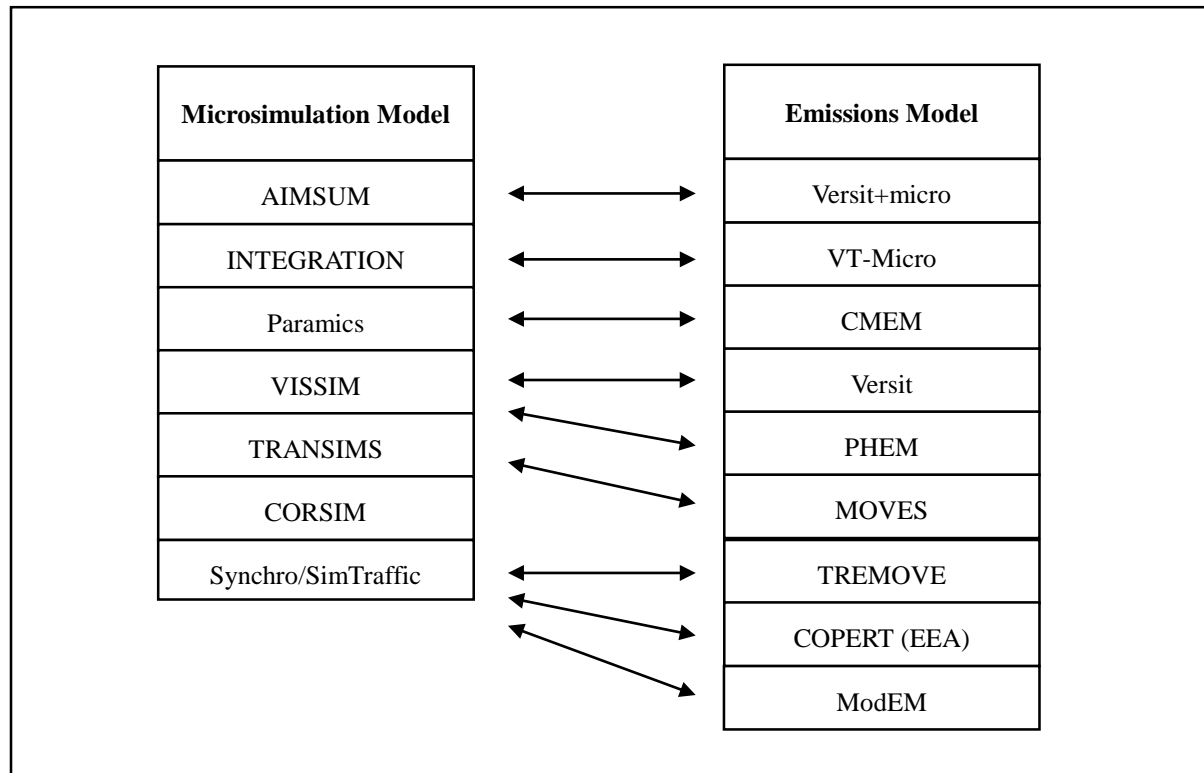 Microsimulation Model
AIMSUM
INTEGRATION
Paramics
VISSIM
TRANSIMS
CORSIM
Synchro/SimTraffic
Emissions Model
Versit+micro
VT-Micro
CMEM
Versit
PHEM
MOVES
TREMOVE
COPERT (EEA)
ModEM